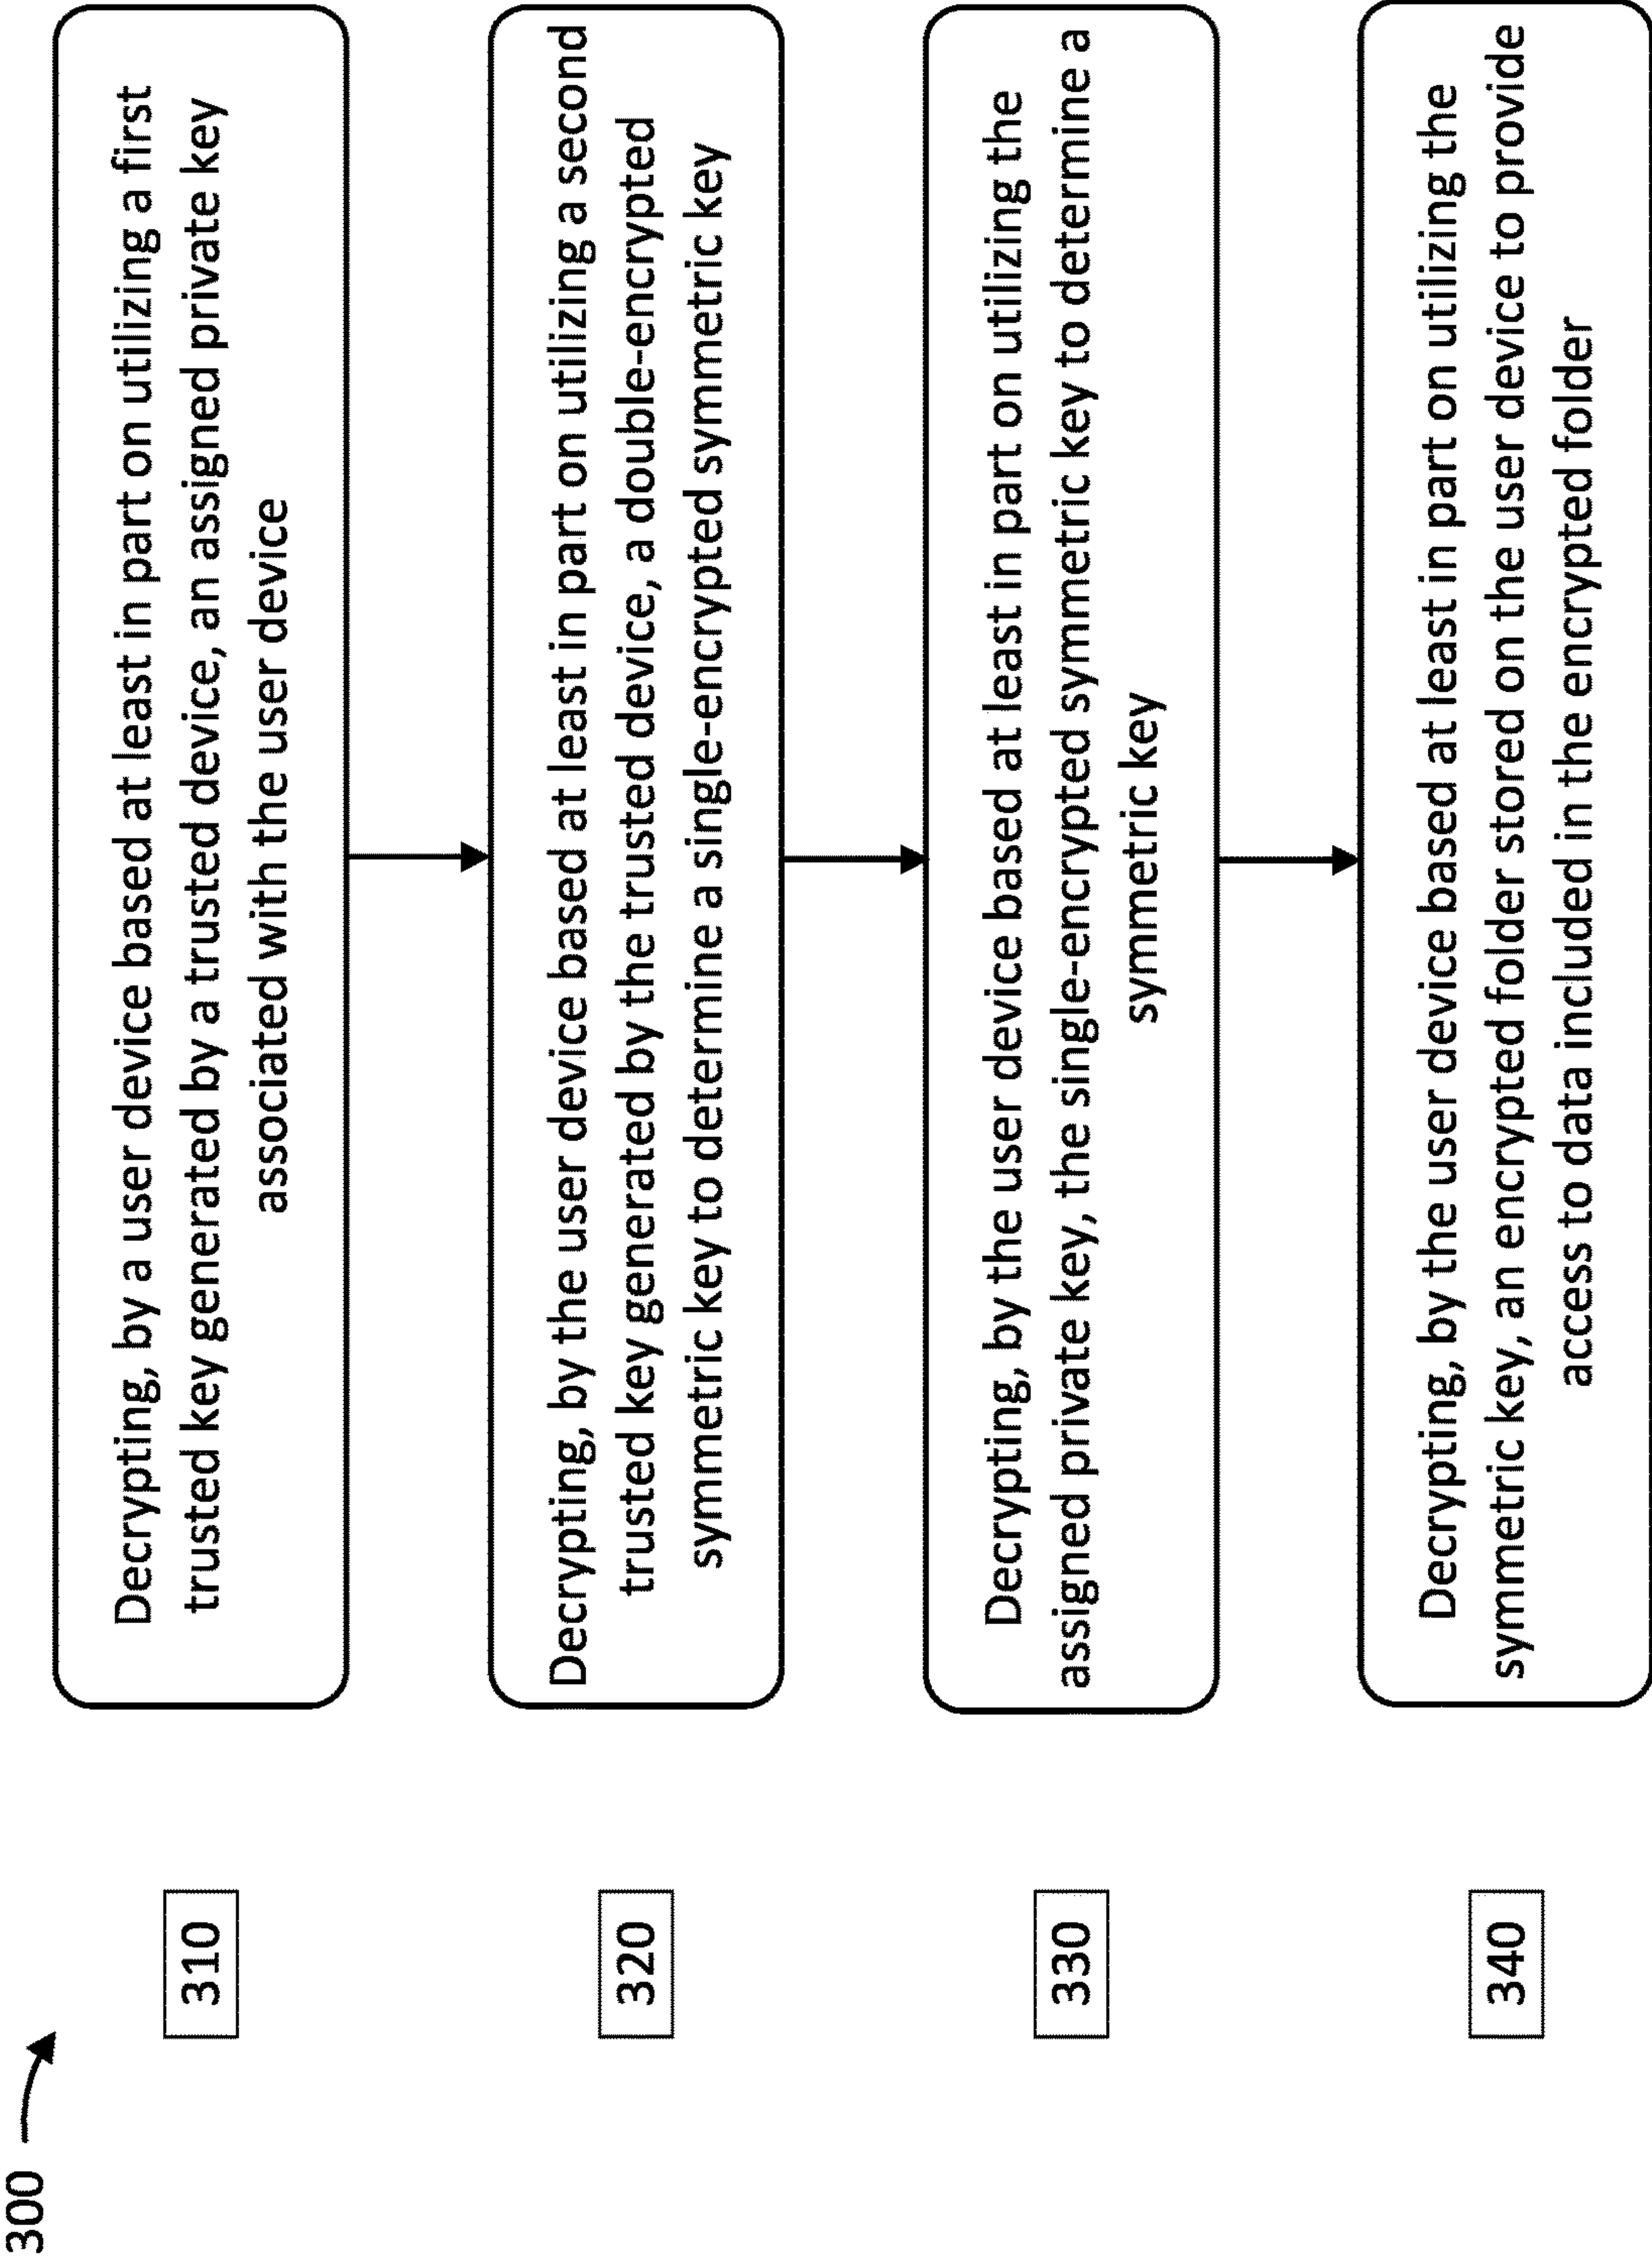 300
310
Decrypting, by a user device based at least in part on utilizing a first
trusted key generated by a trusted device, an assigned private key
associated with the user device
320
Decrypting, by the user device based at least in part on utilizing a second
trusted key generated by the trusted device, a double-encrypted
symmetric key to determine a single-encrypted symmetric key
330
Decrypting, by the user device based at least in part on utilizing the
assigned private key, the single-encrypted symmetric key to determine a
symmetric key
340
Decrypting, by the user device based at least in part on utilizing the
symmetric key, an encrypted folder stored on the user device to provide
access to data included in the encrypted folder